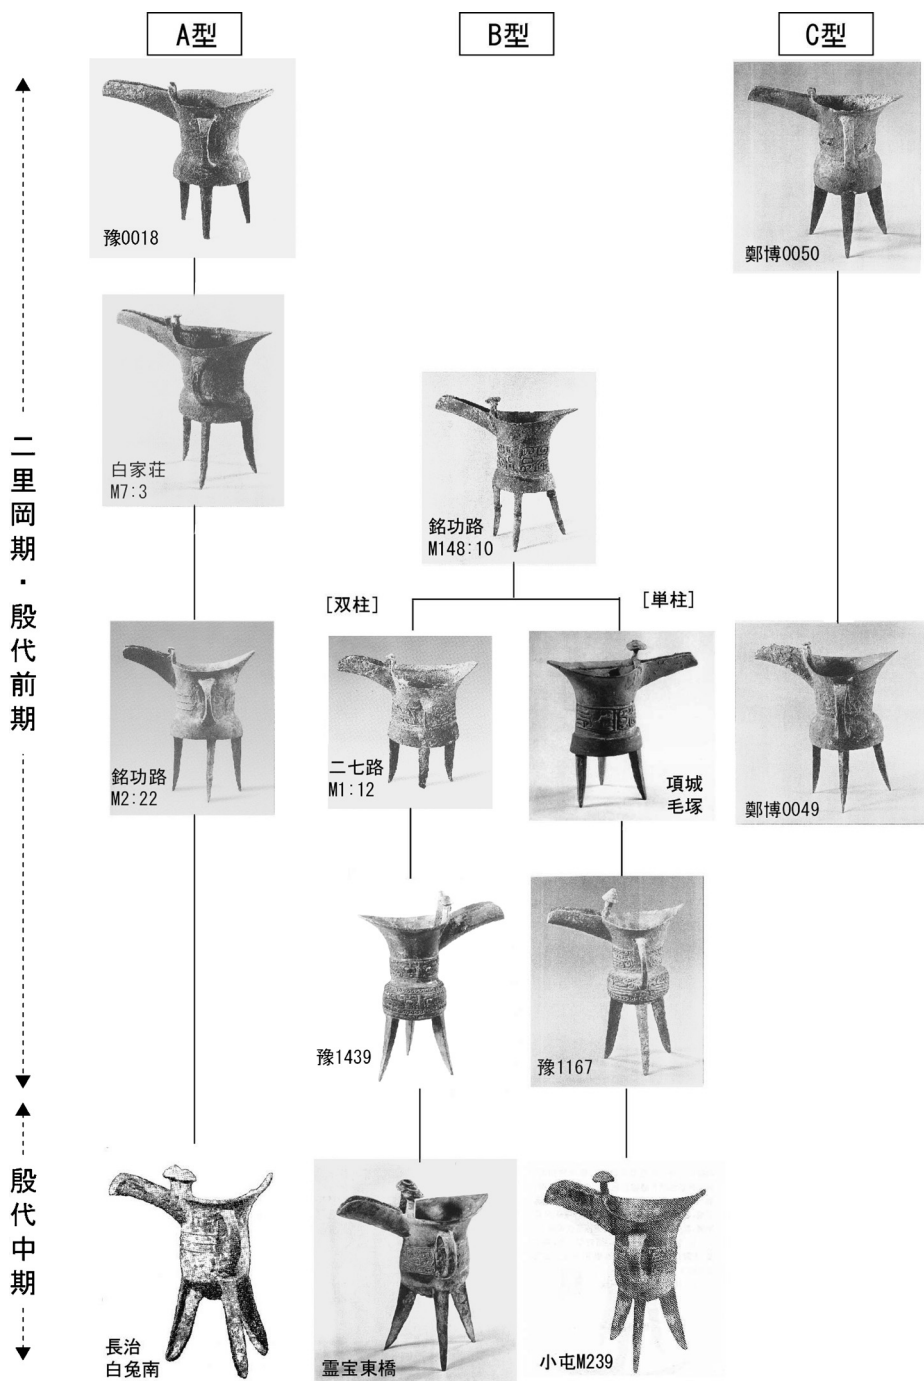 A型
B型
C型
二里岡期・殷代前期
殷代中期
豫0018
鄭博0050
白家荘
M7:3
銘功路
M148:10
[双柱]
[単柱]
銘功路
M2:22
二七路
M1:12
項城
毛塚
鄭博0049
豫1439
豫1167
長治
白兔南
霊宝東橋
小屯M239